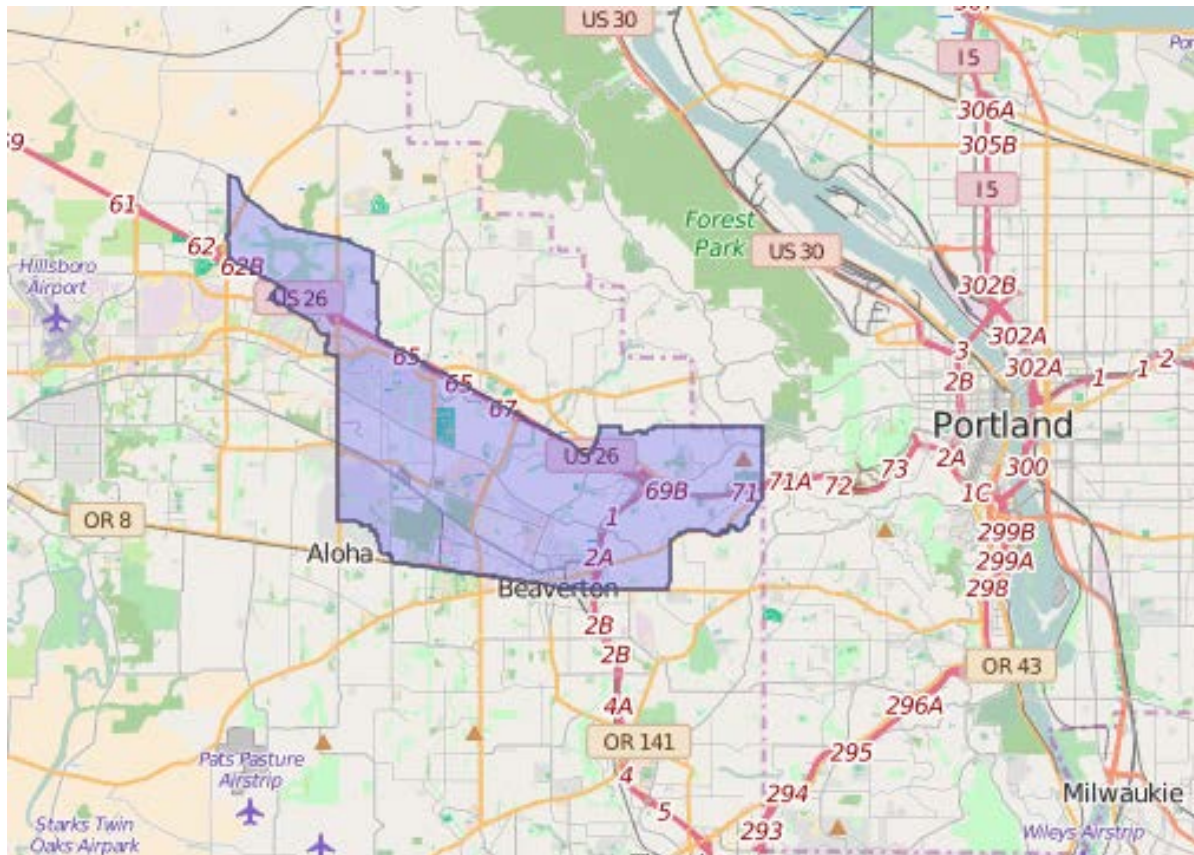 US 30
I 5
306A
305B
I 5
61
62
62B
Hillsboro
Airport
US 26
Forest
Park
US 30
302B
302A
302A
3
2B
1
1
2
65
65
67
Portland
US 26
69B
71
71A
72
73
2A
300
1C
OR 8
1
299B
Aloha
2A
299A
Beaverton
298
2B
2B
OR 43
4A
296A
OR 141
295
Pats Pasture
Airstrip
4
294
5
Milwaukie
Starks Twin
Oaks Airpark
293
Wileys Airstrip